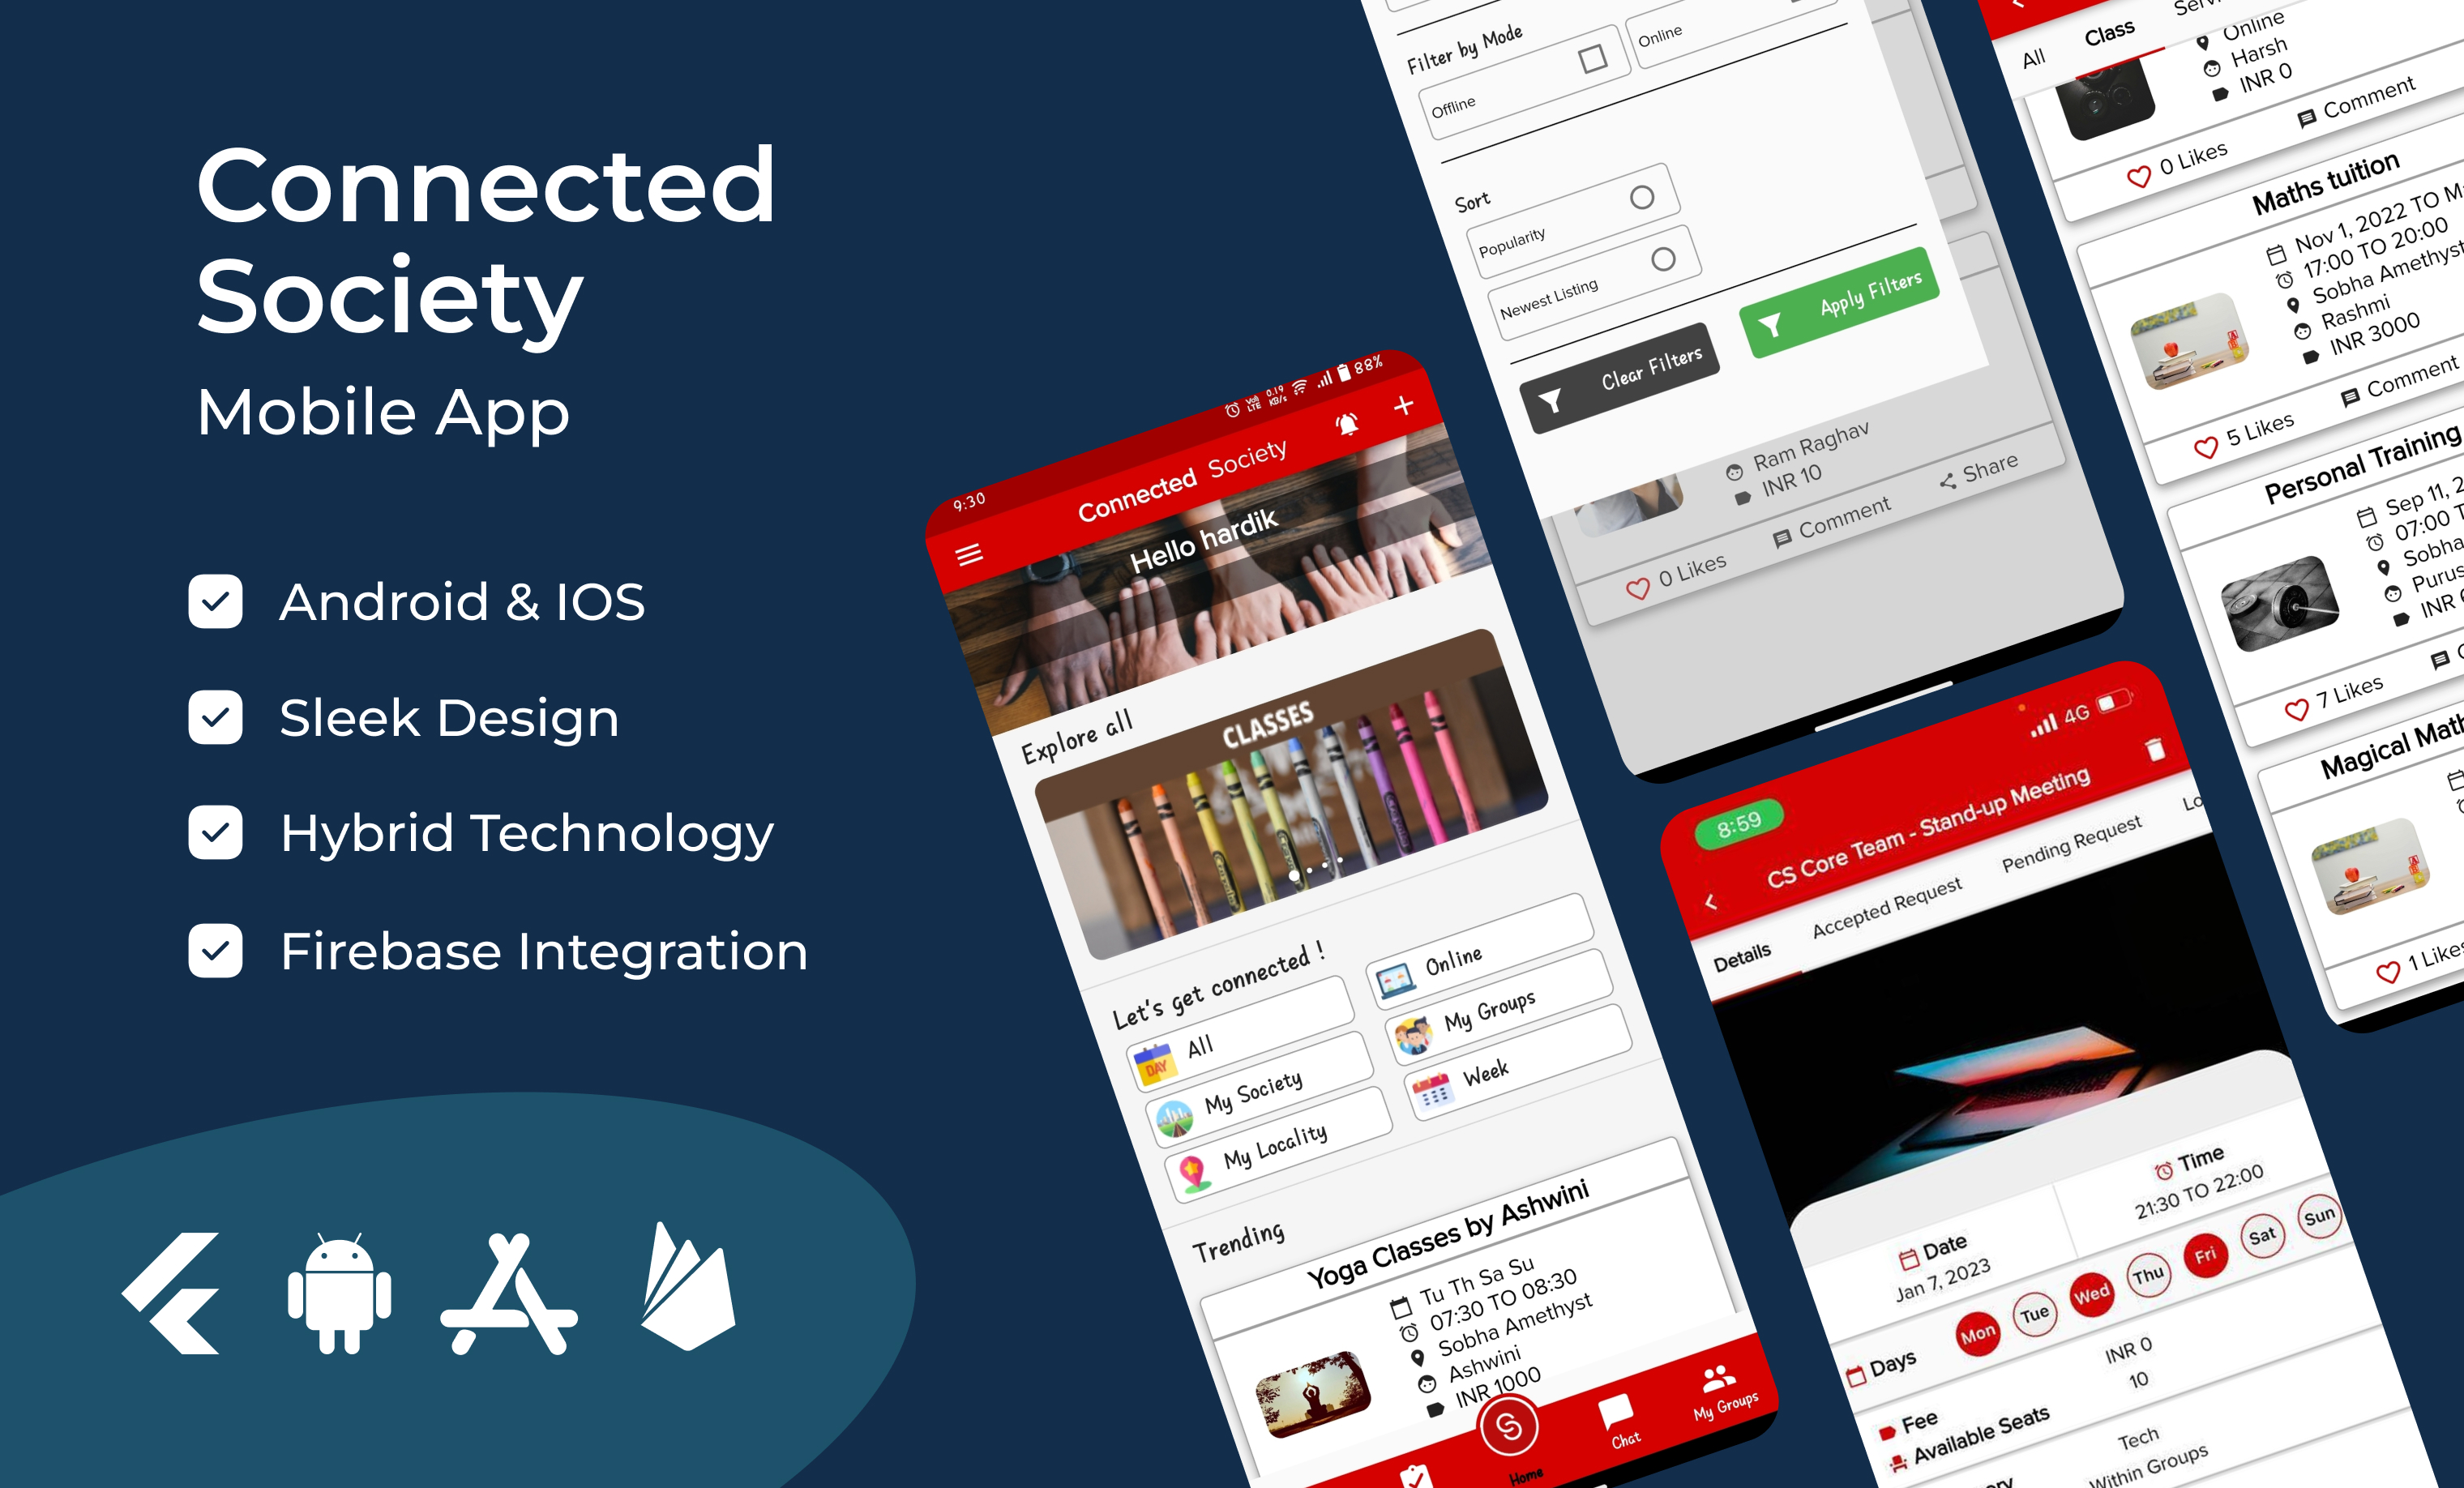 Connected
Society
Mobile App
Android & IOS
Sleek Design
Hybrid Technology
Firebase Integration
9:30
Vo)) LTE
0.19 KB/s
88%
Connected Society
Hello hardik
Explore all
CLASSES
Let's get connected !
All
Online
DAY
My Society
My Groups
My Locality
Week
Trending
Yoga Classes by Ashwini
Tu Th Sa Su
07:30 TO 08:30
Sobha Amethyst
Ashwini
INR 1000
Home
Chat
My Groups
Filter by Mode
Offline
Online
Sort
Popularity
Newest Listing
Clear Filters
Apply Filters
Ram Raghav
INR 10
0 Likes
Comment
Share
8:59
4G
CS Core Team - Stand-up Meeting
Details
Accepted Request
Pending Request
Lo
Date
Jan 7, 2023
Time
21:30 TO 22:00
Days
Mon
Tue
Wed
Thu
Fri
Sat
Sun
Fee
INR 0
Available Seats
10
Tech
Within Groups
All
Class
Online
Harsh
INR 0
0 Likes
Comment
Maths tuition
Nov 1, 2022 TO M
17:00 TO 20:00
Sobha Amethyst
Rashmi
INR 3000
5 Likes
Comment
Personal Training
Sep 11, 2
07:00 T
Sobha
Purus
INR
7 Likes
C
Magical Math
1 Likes